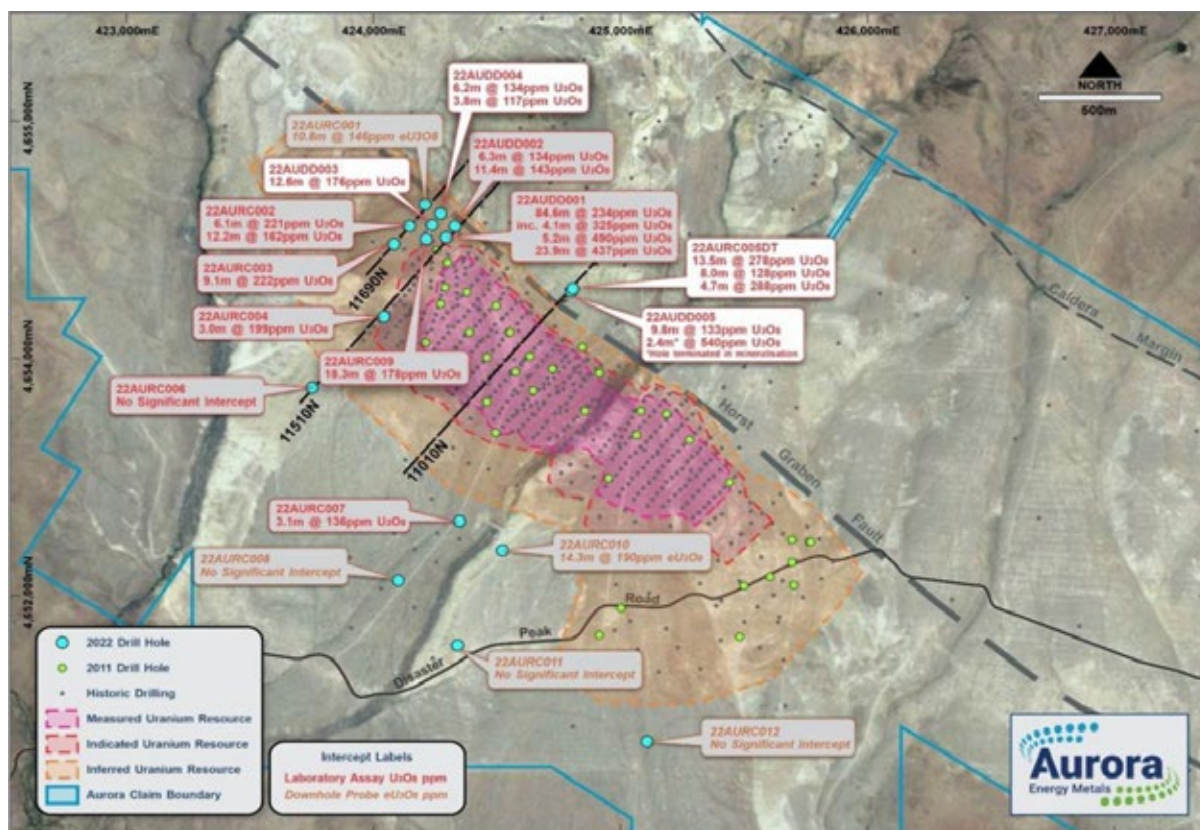 423,000mE
424,000mE
425,000mE
426,000mE
427,000mE
4,655,000mN
4,654,000mN
4,652,000mN
NORTH
500m
22AUDD004
6.2m @ 134ppm U₃O₈
3.8m @ 117ppm U₃O₈
22AURC001
10.8m @ 146ppm eU3O8
22AUDD002
6.3m @ 134ppm U₃O₈
11.4m @ 143ppm U₃O₈
22AUDD003
12.6m @ 176ppm U₃O₈
22AUDD001
84.6m @ 234ppm U₃O₈
inc. 4.1m @ 325ppm U₃O₈
5.2m @ 490ppm U₃O₈
23.9m @ 437ppm U₃O₈
22AURC002
6.1m @ 221ppm U₃O₈
12.2m @ 162ppm U₃O₈
22AURC005DT
13.5m @ 278ppm U₃O₈
8.0m @ 128ppm U₃O₈
4.7m @ 288ppm U₃O₈
22AURC003
9.1m @ 222ppm U₃O₈
11690N
22AURC004
3.0m @ 199ppm U₃O₈
22AUDD005
9.8m @ 133ppm U₃O₈
2.4m* @ 540ppm U₃O₈
*Hole terminated in mineralisation
Caldera
Margin
22AURC009
18.3m @ 178ppm U₃O₈
22AURC006
No Significant Intercept
11510N
11010N
Horst
Graben
Fault
22AURC007
3.1m @ 136ppm U₃O₈
22AURC008
No Significant Intercept
22AURC010
14.3m @ 190ppm eU₃O₈
Disaster
Peak
Road
22AURC011
No Significant Intercept
22AURC012
No Significant Intercept
2022 Drill Hole
2011 Drill Hole
Historic Drilling
Measured Uranium Resource
Indicated Uranium Resource
Inferred Uranium Resource
Aurora Claim Boundary
Intercept Labels
Laboratory Assay U₃O₈ ppm
Downhole Probe eU₃O₈ ppm
Aurora
Energy Metals